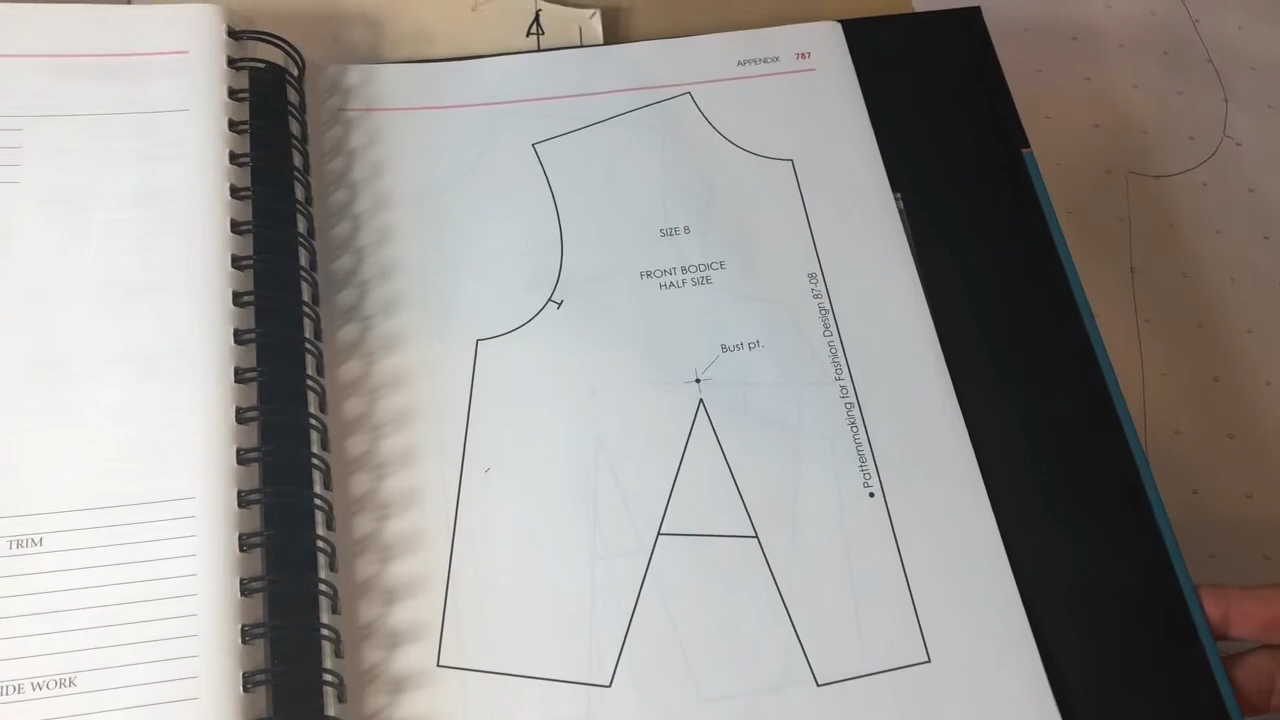 TRIM
IDE WORK
APPENDIX 787
SIZE 8
FRONT BODICE
HALF SIZE
Bust pt.
• Patternmaking for Fashion Design 87-08